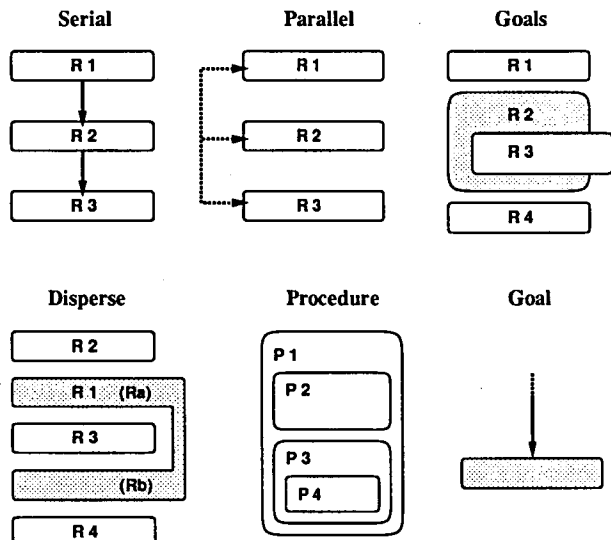 Serial
R 1
R 2
R 3
Parallel
R 1
R 2
R 3
Goals
R 1
R 2
R 3
R 4
Disperse
R 2
R 1 (Ra)
R 3
(Rb)
R 4
Procedure
P 1
P 2
P 3
P 4
Goal